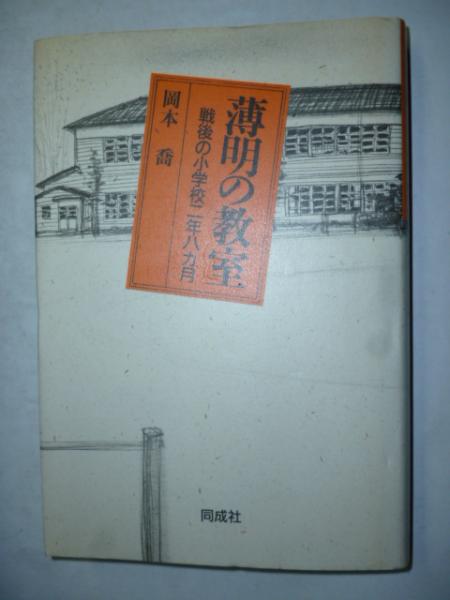 薄明の教室
戦後の小学校二年八カ月
岡本 喬
同成社